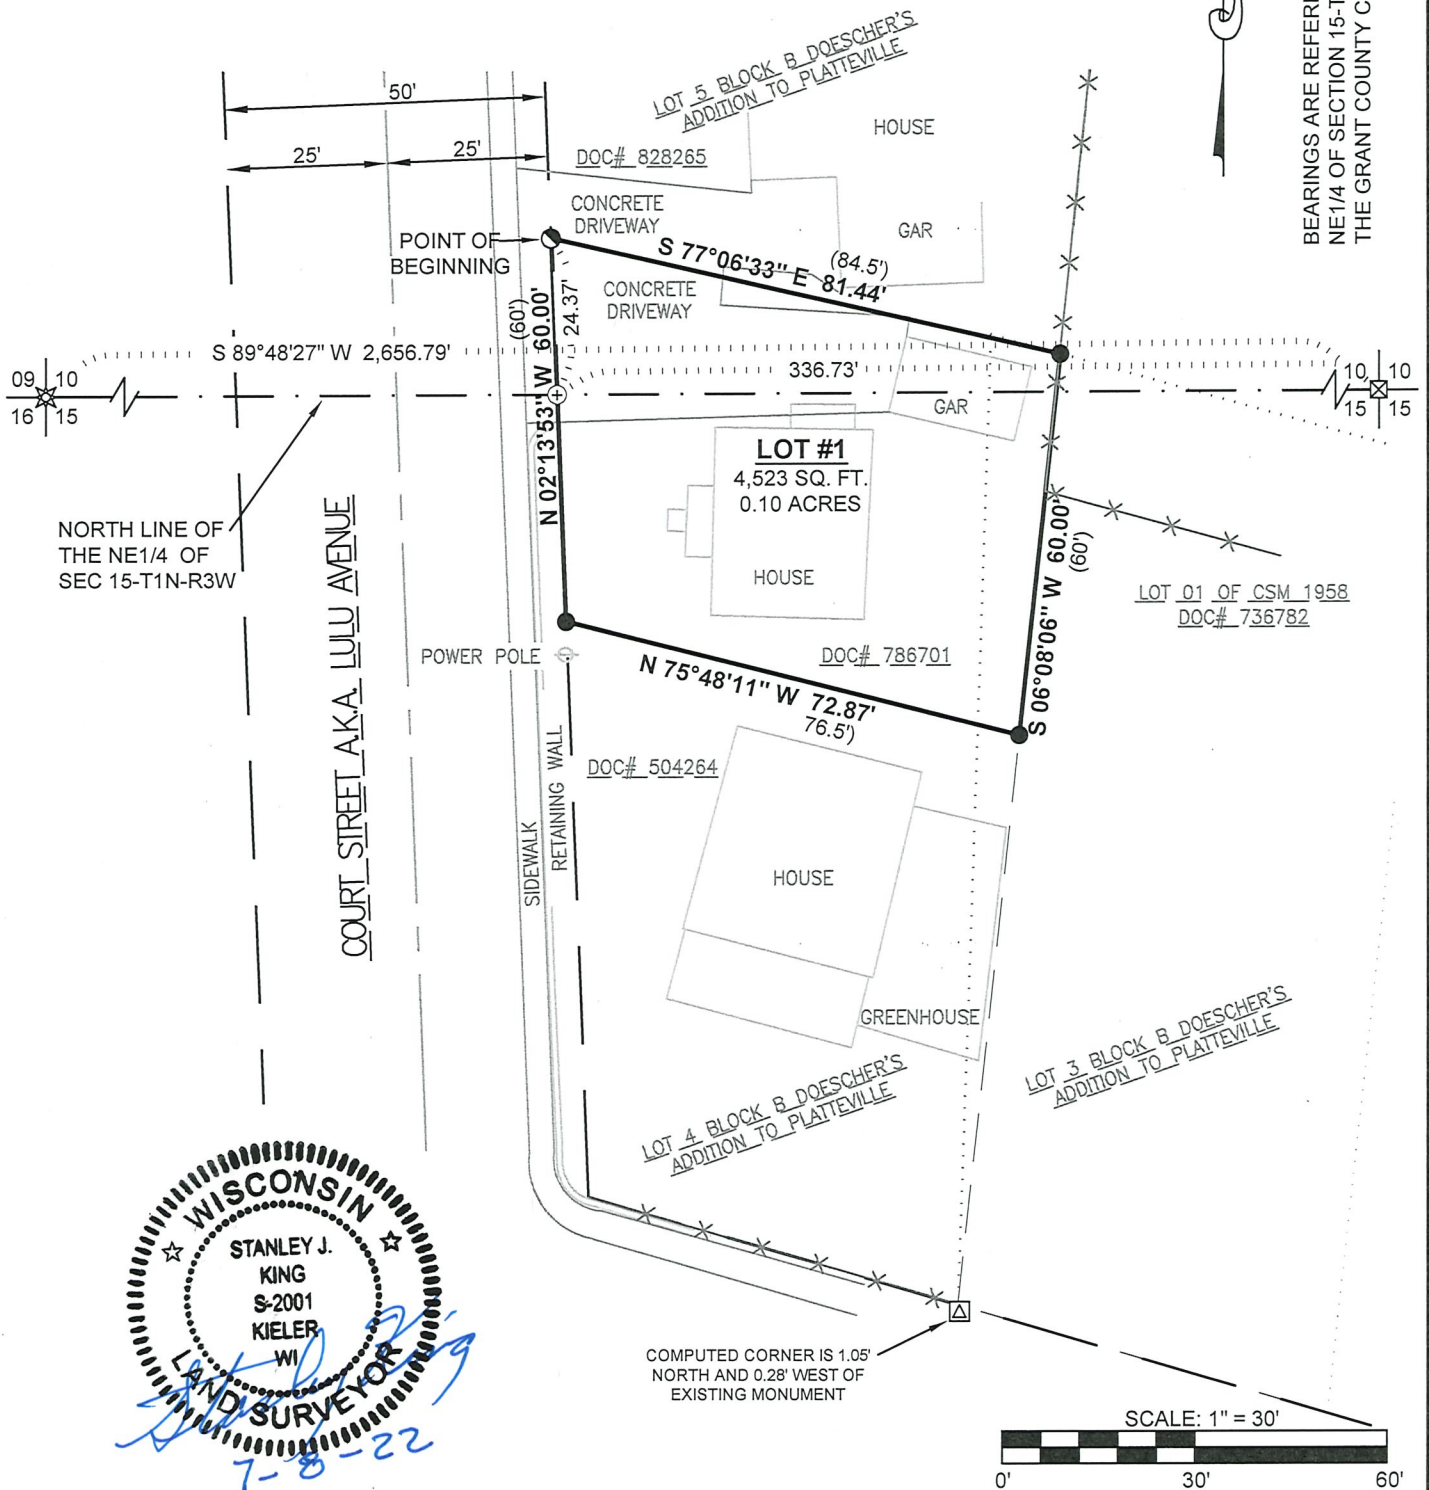 BEARINGS ARE REFERE
NE1/4 OF SECTION 15-T
THE GRANT COUNTY C
LOT 5 BLOCK B DOESCHER'S
ADDITION TO PLATTEVILLE
50'
25'
25'
HOUSE
DOC# 828265
CONCRETE
DRIVEWAY
GAR
POINT OF
BEGINNING
S 77°06'33" E 81.44'
(84.5')
CONCRETE
DRIVEWAY
(60')
N 02°13'53" W 60.00'
24.37'
S 89°48'27" W 2,656.79'
336.73'
09 10
16 15
10 10
15 15
GAR
LOT #1
4,523 SQ. FT.
0.10 ACRES
HOUSE
NORTH LINE OF
THE NE1/4 OF
SEC 15-T1N-R3W
COURT STREET A.K.A. LULU AVENUE
S 06°08'06" W 60.00'
(60')
LOT 01 OF CSM 1958
DOC# 736782
POWER POLE
DOC# 786701
N 75°48'11" W 72.87'
76.5')
DOC# 504264
SIDEWALK
RETAINING WALL
HOUSE
GREENHOUSE
LOT 4 BLOCK B DOESCHER'S
ADDITION TO PLATTEVILLE
LOT 3 BLOCK B DOESCHER'S
ADDITION TO PLATTEVILLE
WISCONSIN
STANLEY J.
KING
S-2001
KIELER
WI
LAND SURVEYOR
Stanley King
7-8-22
COMPUTED CORNER IS 1.05'
NORTH AND 0.28' WEST OF
EXISTING MONUMENT
SCALE: 1" = 30'
0' 30' 60'